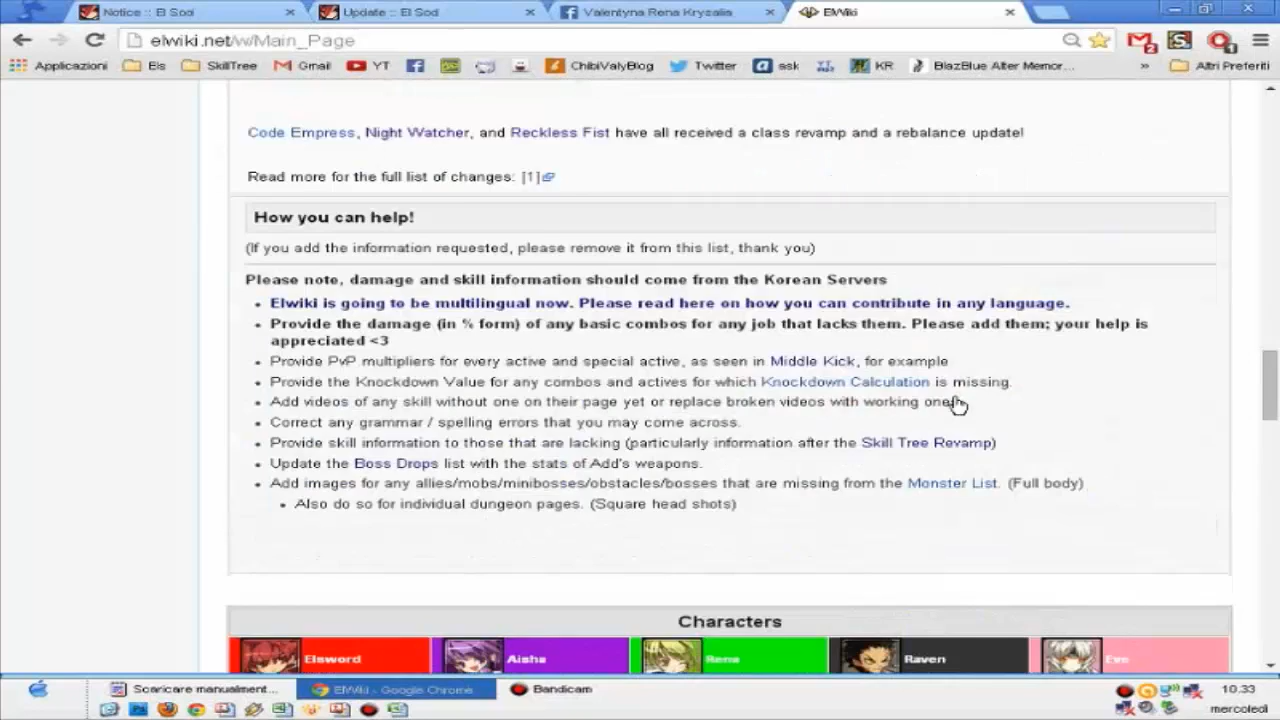 Notice :: El Sod
Update :: El Sod
Valentyna Rena Krysalia
ElWiki
elwiki.net/w/Main_Page
Applicazioni
Els
SkillTree
Gmail
YT
ChibiValyBlog
Twitter
ask
KR
BlazBlue Alter Memor...
»
Altri Preferiti
Code Empress, Night Watcher, and Reckless Fist have all received a class revamp and a rebalance update!
Read more for the full list of changes: [1]
How you can help!
(If you add the information requested, please remove it from this list, thank you)
Please note, damage and skill information should come from the Korean Servers
• Elwiki is going to be multilingual now. Please read here on how you can contribute in any language.
• Provide the damage (in % form) of any basic combos for any job that lacks them. Please add them; your help is
appreciated <3
• Provide PvP multipliers for every active and special active, as seen in Middle Kick, for example
• Provide the Knockdown Value for any combos and actives for which Knockdown Calculation is missing.
• Add videos of any skill without one on their page yet or replace broken videos with working
• Correct any grammar / spelling errors that you may come across.
• Provide skill information to those that are lacking (particularly information after the Skill Tree Revamp)
• Update the Boss Drops list with the stats of Add's weapons.
• Add images for any allies/mobs/minibosses/obstacles/bosses that are missing from the Monster List. (Full body)
• Also do so for individual dungeon pages. (Square head shots)
Characters
Elsword
Aisha
Rena
Raven
Eve
Scaricare manualment...
ElWiki - Google Chrome
Bandicam
10.33
mercoledì